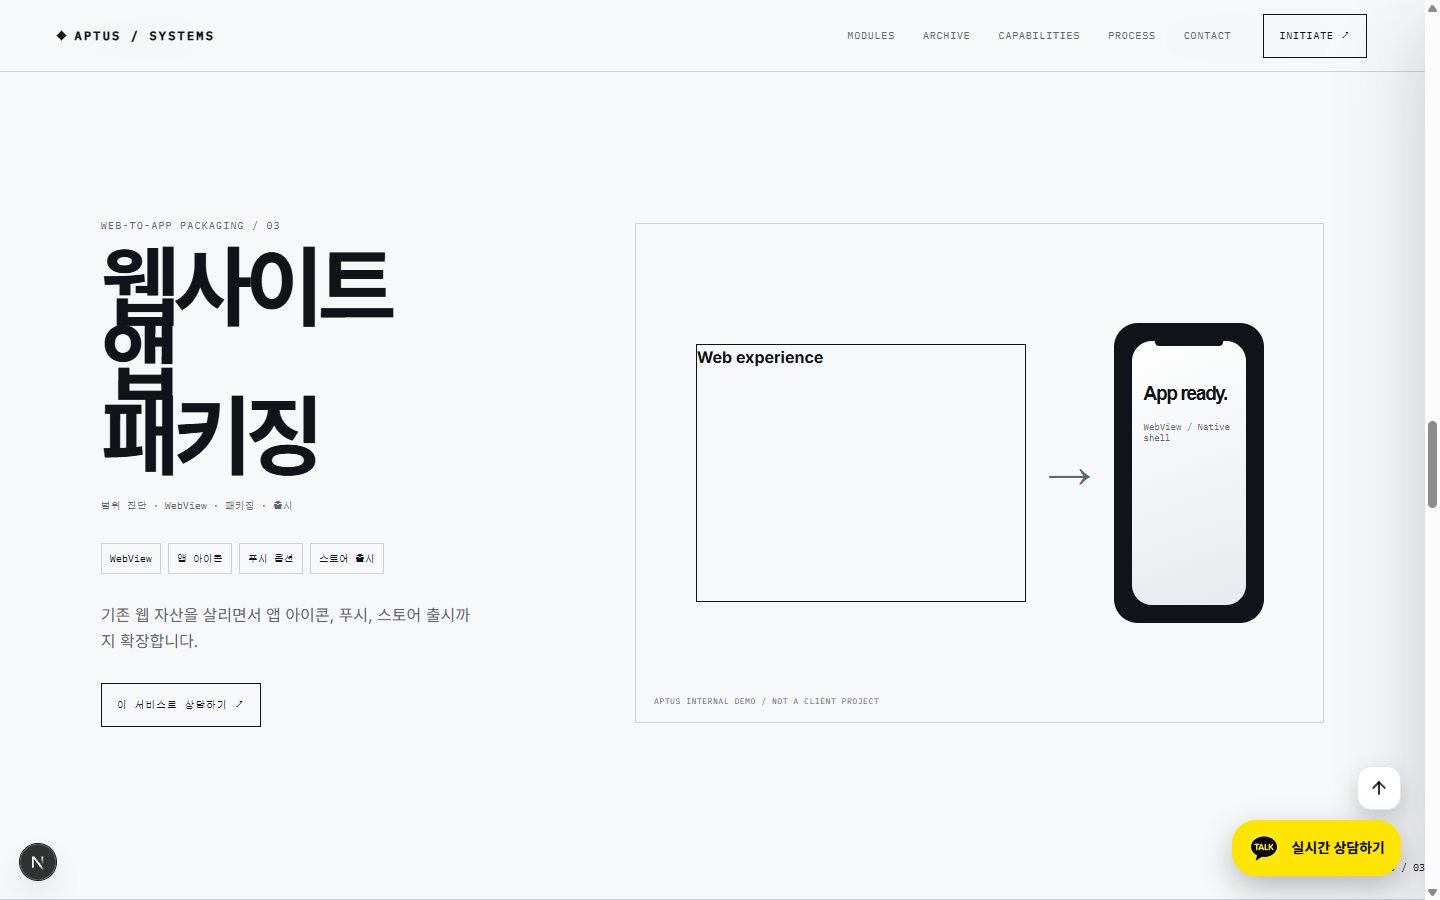 APTUS / SYSTEMS
MODULES
ARCHIVE
CAPABILITIES
PROCESS
CONTACT
INITIATE ↗
WEB-TO-APP PACKAGING / 03
웹사이트
앱
패키징
범위 진단 · WebView · 패키징 · 출시
WebView
앱 아이콘
푸시 옵션
스토어 출시
기존 웹 자산을 살리면서 앱 아이콘, 푸시, 스토어 출시까
지 확장합니다.
이 서비스로 상담하기 ↗
Web experience
→
App ready.
WebView / Native
shell
APTUS INTERNAL DEMO / NOT A CLIENT PROJECT
TALK
실시간 상담하기
/ 03
N